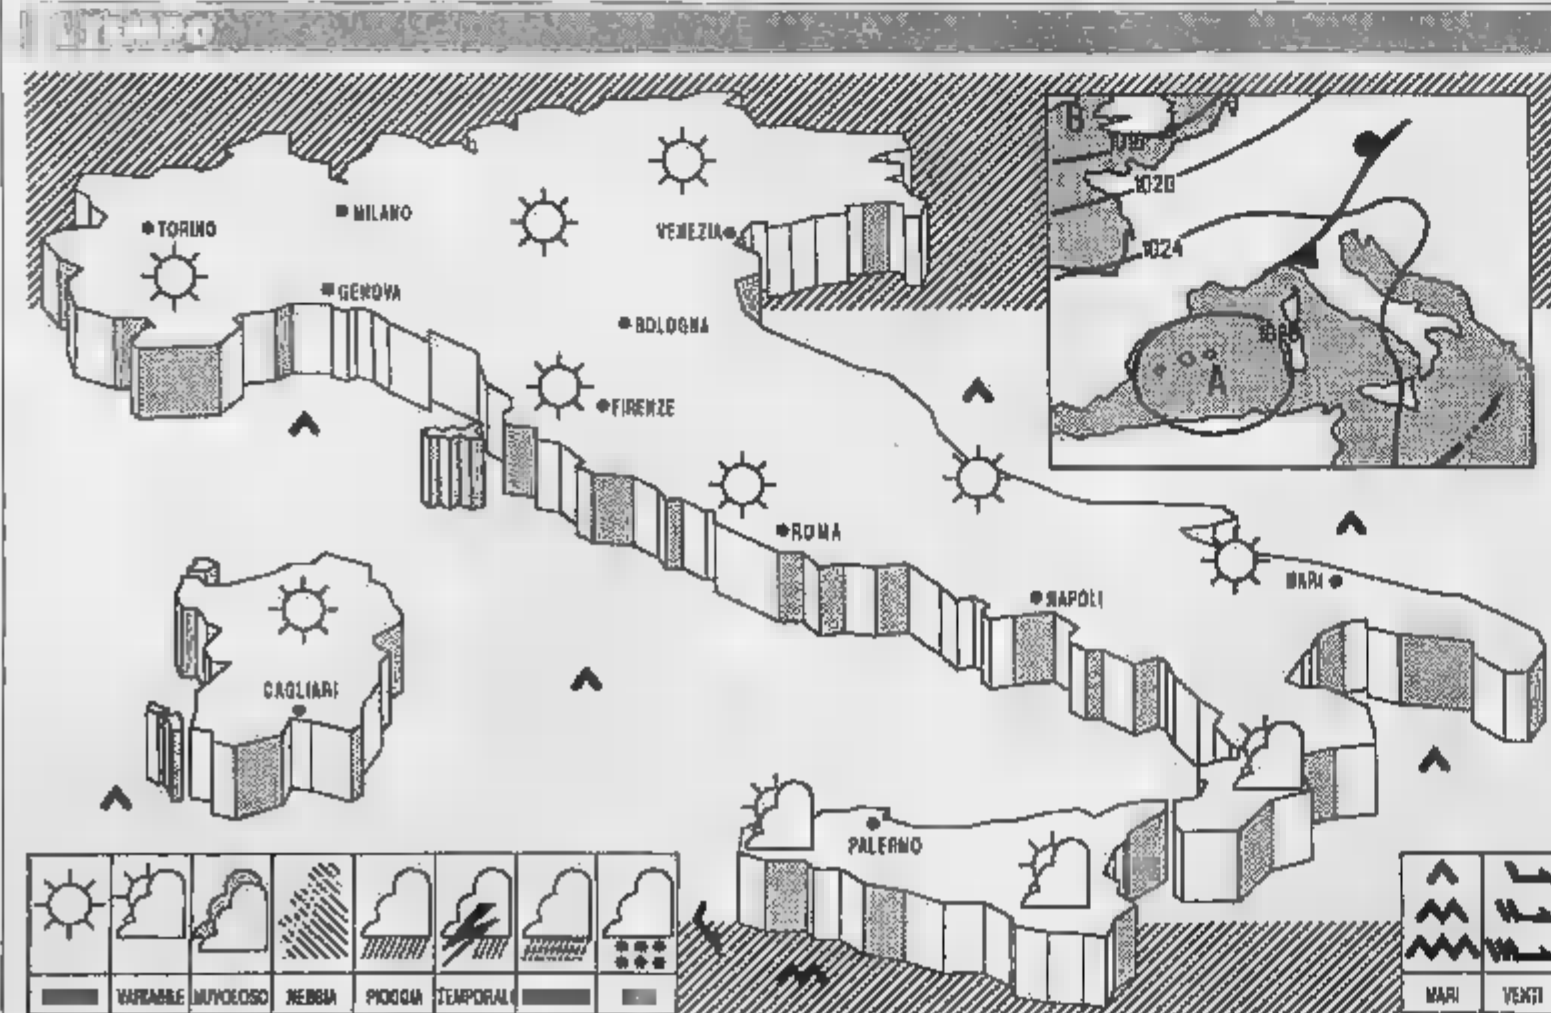 1020
MILANO
TORINO
VENEZIA
1024
GENOVA
BOLOGNA
A
FIRENZE
ROMA
BARI
NAPOLI
CAGLIARI
PALERMO
VARIABILE NUVOLOSO NEBBIA PIOGGIA TEMPORALE
MARI VENTI